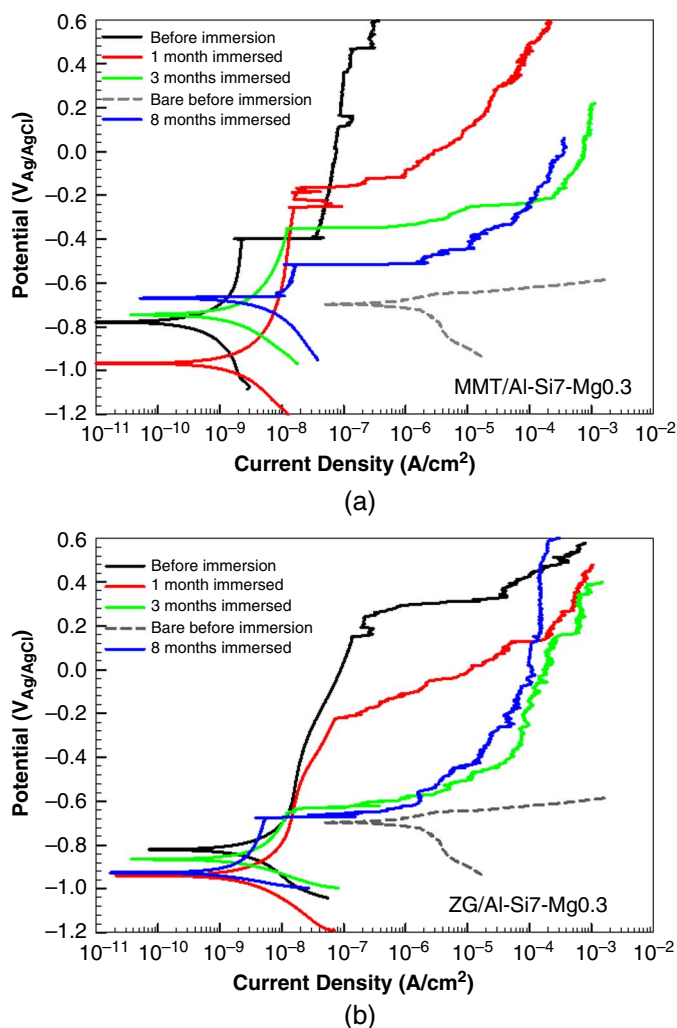 0.6
0.4
0.2
0.0
−0.2
−0.4
−0.6
−0.8
−1.0
−1.2
Potential (V_Ag/AgCl)
Before immersion
1 month immersed
3 months immersed
Bare before immersion
8 months immersed
MMT/Al-Si7-Mg0.3
10^−11 10^−10 10^−9 10^−8 10^−7 10^−6 10^−5 10^−4 10^−3 10^−2
Current Density (A/cm²)
(a)
0.6
0.4
0.2
0.0
−0.2
−0.4
−0.6
−0.8
−1.0
−1.2
Potential (V_Ag/AgCl)
Before immersion
1 month immersed
3 months immersed
Bare before immersion
8 months immersed
ZG/Al-Si7-Mg0.3
10^−11 10^−10 10^−9 10^−8 10^−7 10^−6 10^−5 10^−4 10^−3 10^−2
Current Density (A/cm²)
(b)